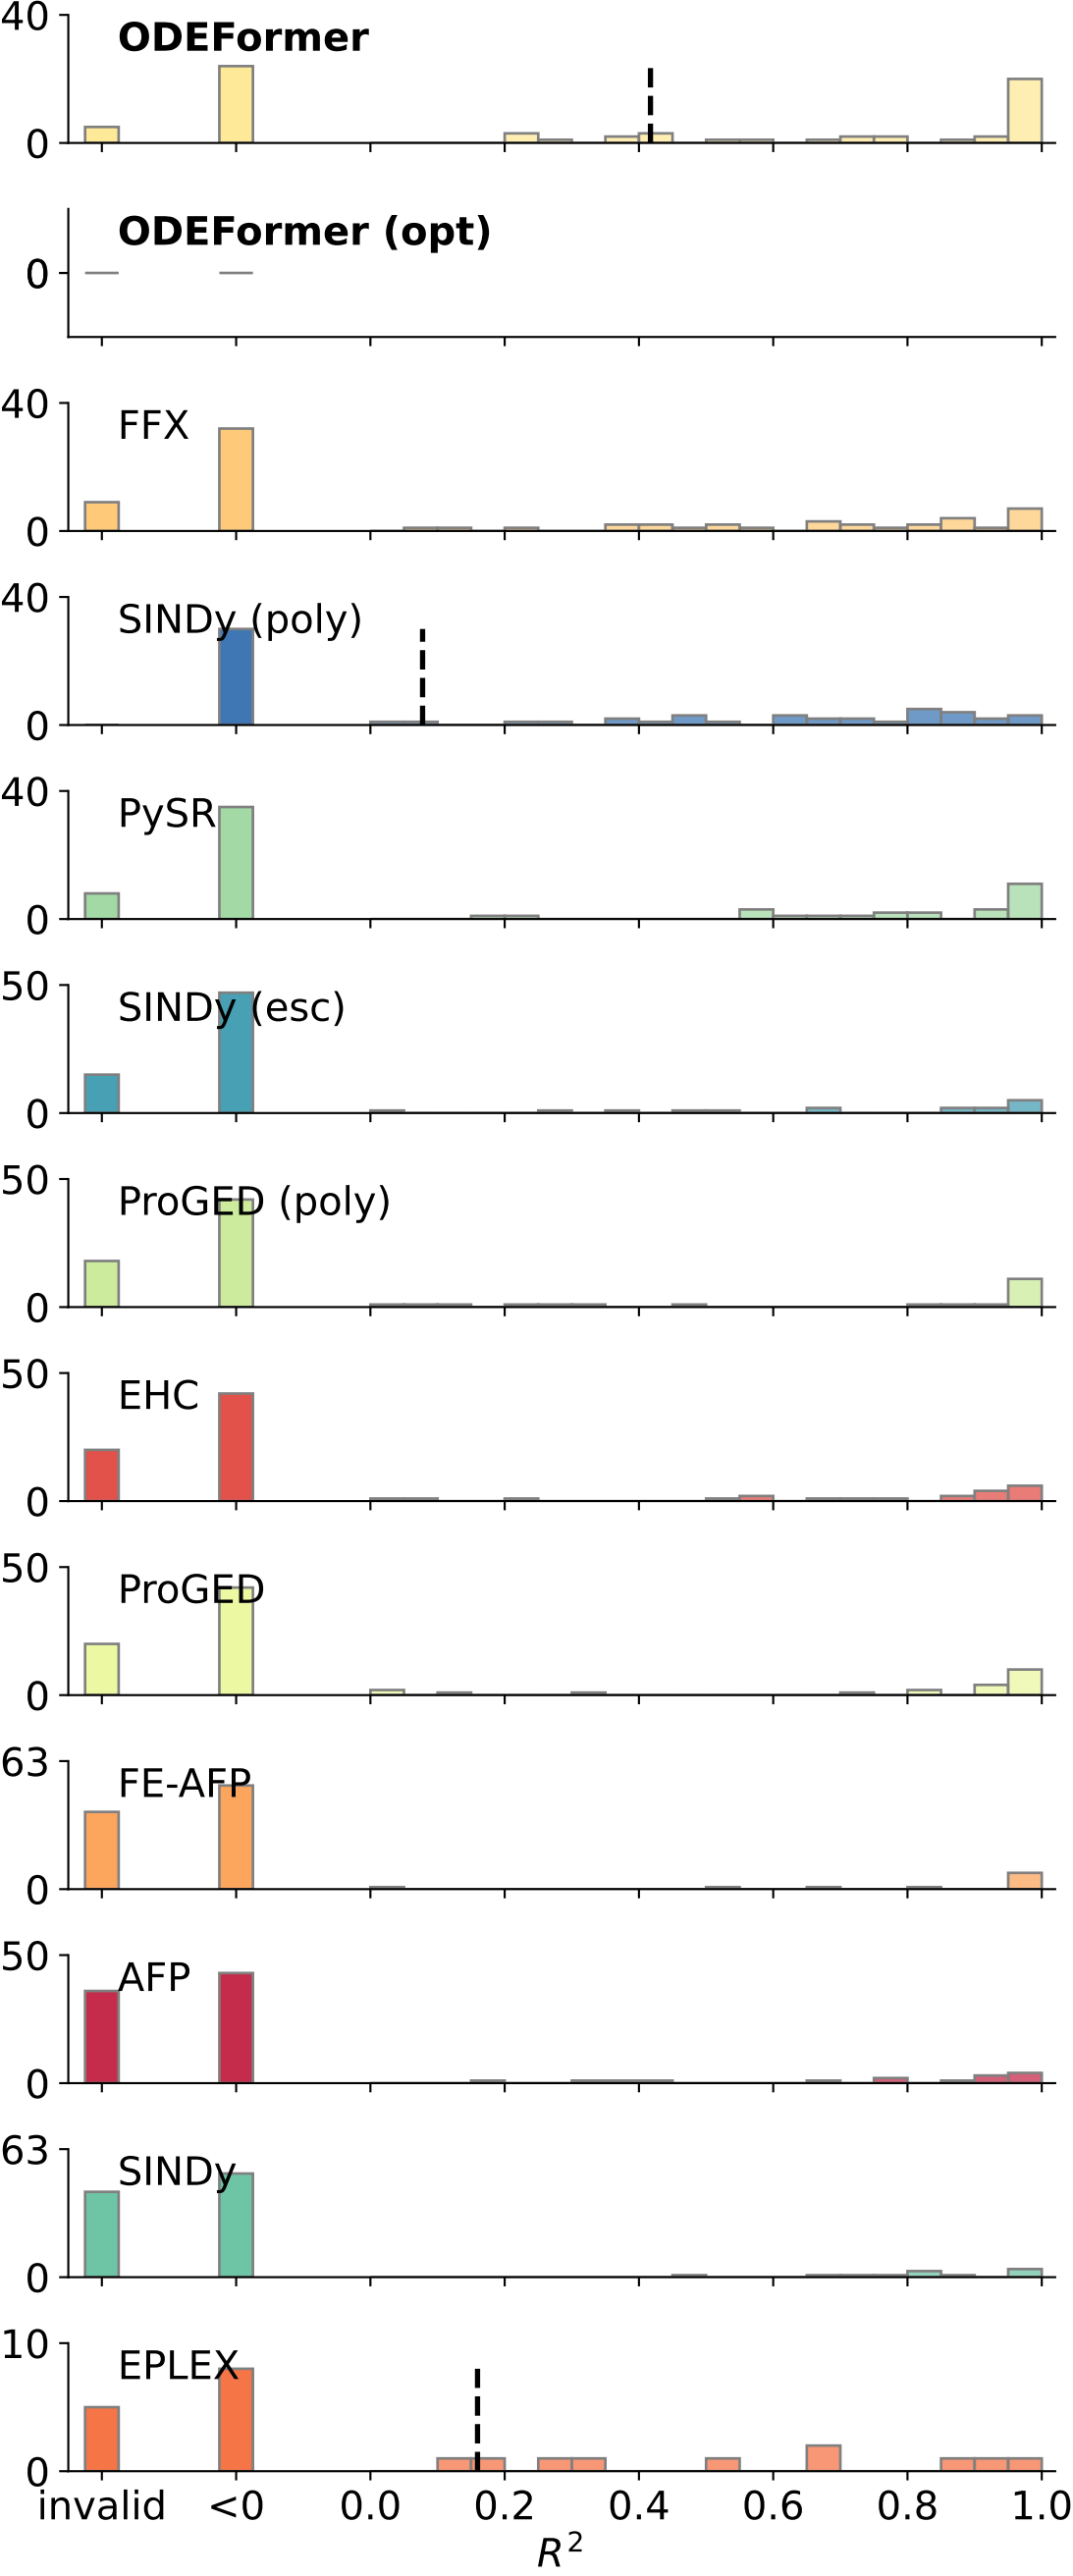 40
ODEFormer
0
ODEFormer (opt)
0
40
FFX
0
40
SINDy (poly)
0
40
PySR
0
50
SINDy (esc)
0
50
ProGED (poly)
0
50
EHC
0
50
ProGED
0
63
FE-AFP
0
50
AFP
0
63
SINDy
0
10
EPLEX
0
invalid <0 0.0 0.2 0.4 0.6 0.8 1.0
R²